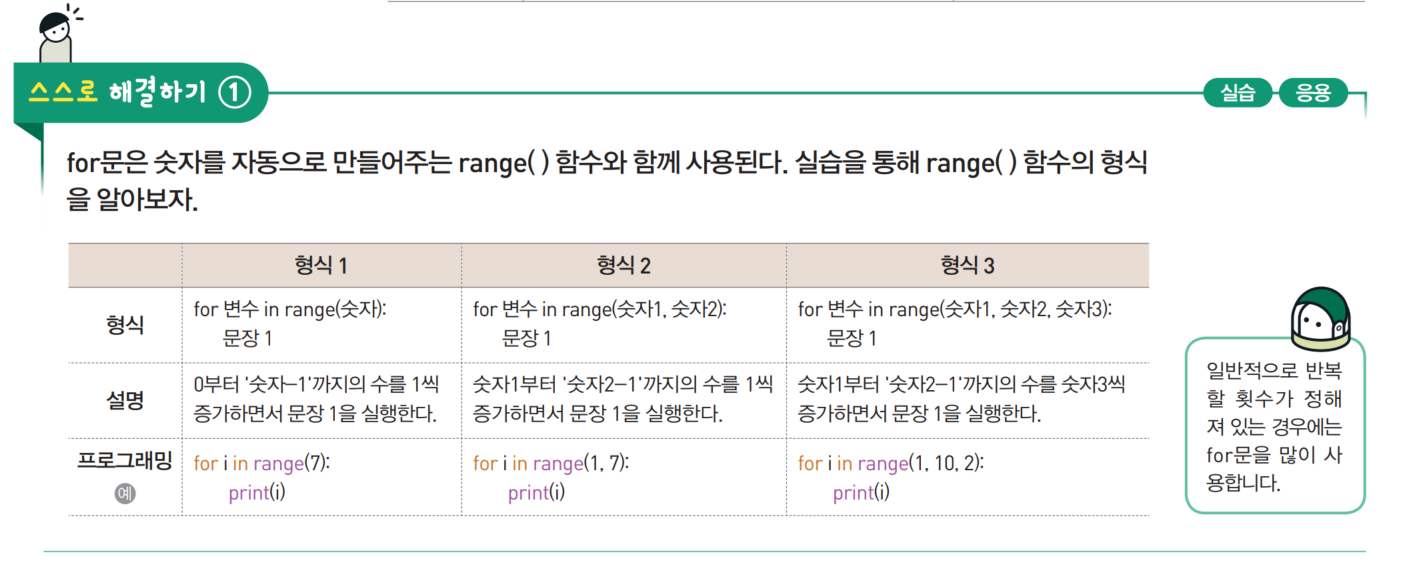 스스로 해결하기 ①
실습 응용
for문은 숫자를 자동으로 만들어주는 range( ) 함수와 함께 사용된다. 실습을 통해 range( ) 함수의 형식
을 알아보자.
형식 1 형식 2 형식 3
형식
for 변수 in range(숫자):
문장 1
for 변수 in range(숫자1, 숫자2):
문장 1
for 변수 in range(숫자1, 숫자2, 숫자3):
문장 1
설명
0부터 '숫자–1'까지의 수를 1씩
증가하면서 문장 1을 실행한다.
숫자1부터 '숫자2–1'까지의 수를 1씩
증가하면서 문장 1을 실행한다.
숫자1부터 '숫자2–1'까지의 수를 숫자3씩
증가하면서 문장 1을 실행한다.
프로그래밍
예
for i in range(7):
print(i)
for i in range(1, 7):
print(i)
for i in range(1, 10, 2):
print(i)
일반적으로 반복
할 횟수가 정해
져 있는 경우에는
for문을 많이 사
용합니다.